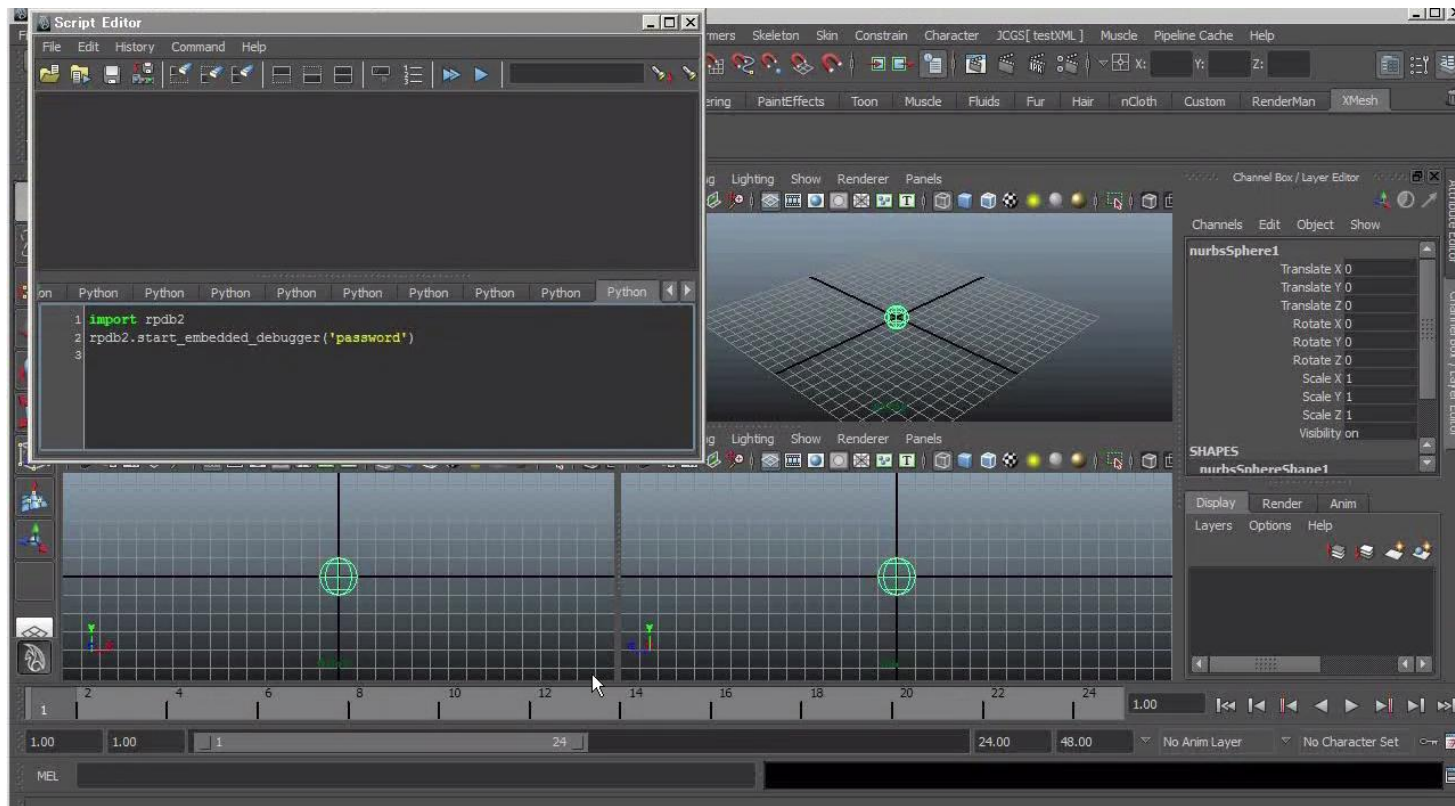 Script Editor
File Edit History Command Help
Skeleton Skin Constrain Character JCGS[ testXML ] Muscle Pipeline Cache Help
X: Y: Z:
PaintEffects Toon Muscle Fluids Fur Hair nCloth Custom RenderMan XMesh
Lighting Show Renderer Panels
Channel Box / Layer Editor
Channels Edit Object Show
nurbsSphere1
Translate X 0
Translate Y 0
Translate Z 0
Rotate X 0
Rotate Y 0
Rotate Z 0
Scale X 1
Scale Y 1
Scale Z 1
Visibility on
SHAPES
nurbsSphereShape1
Attribute Editor
Channel Box / Layer Editor
Python Python Python Python Python Python Python Python Python
1 import rpdb2
2 rpdb2.start_embedded_debugger('password')
3
Lighting Show Renderer Panels
Display Render Anim
Layers Options Help
2 4 6 8 10 12 14 16 18 20 22 24
1
1.00
1.00 1.00 1 24 24.00 48.00 No Anim Layer No Character Set
MEL